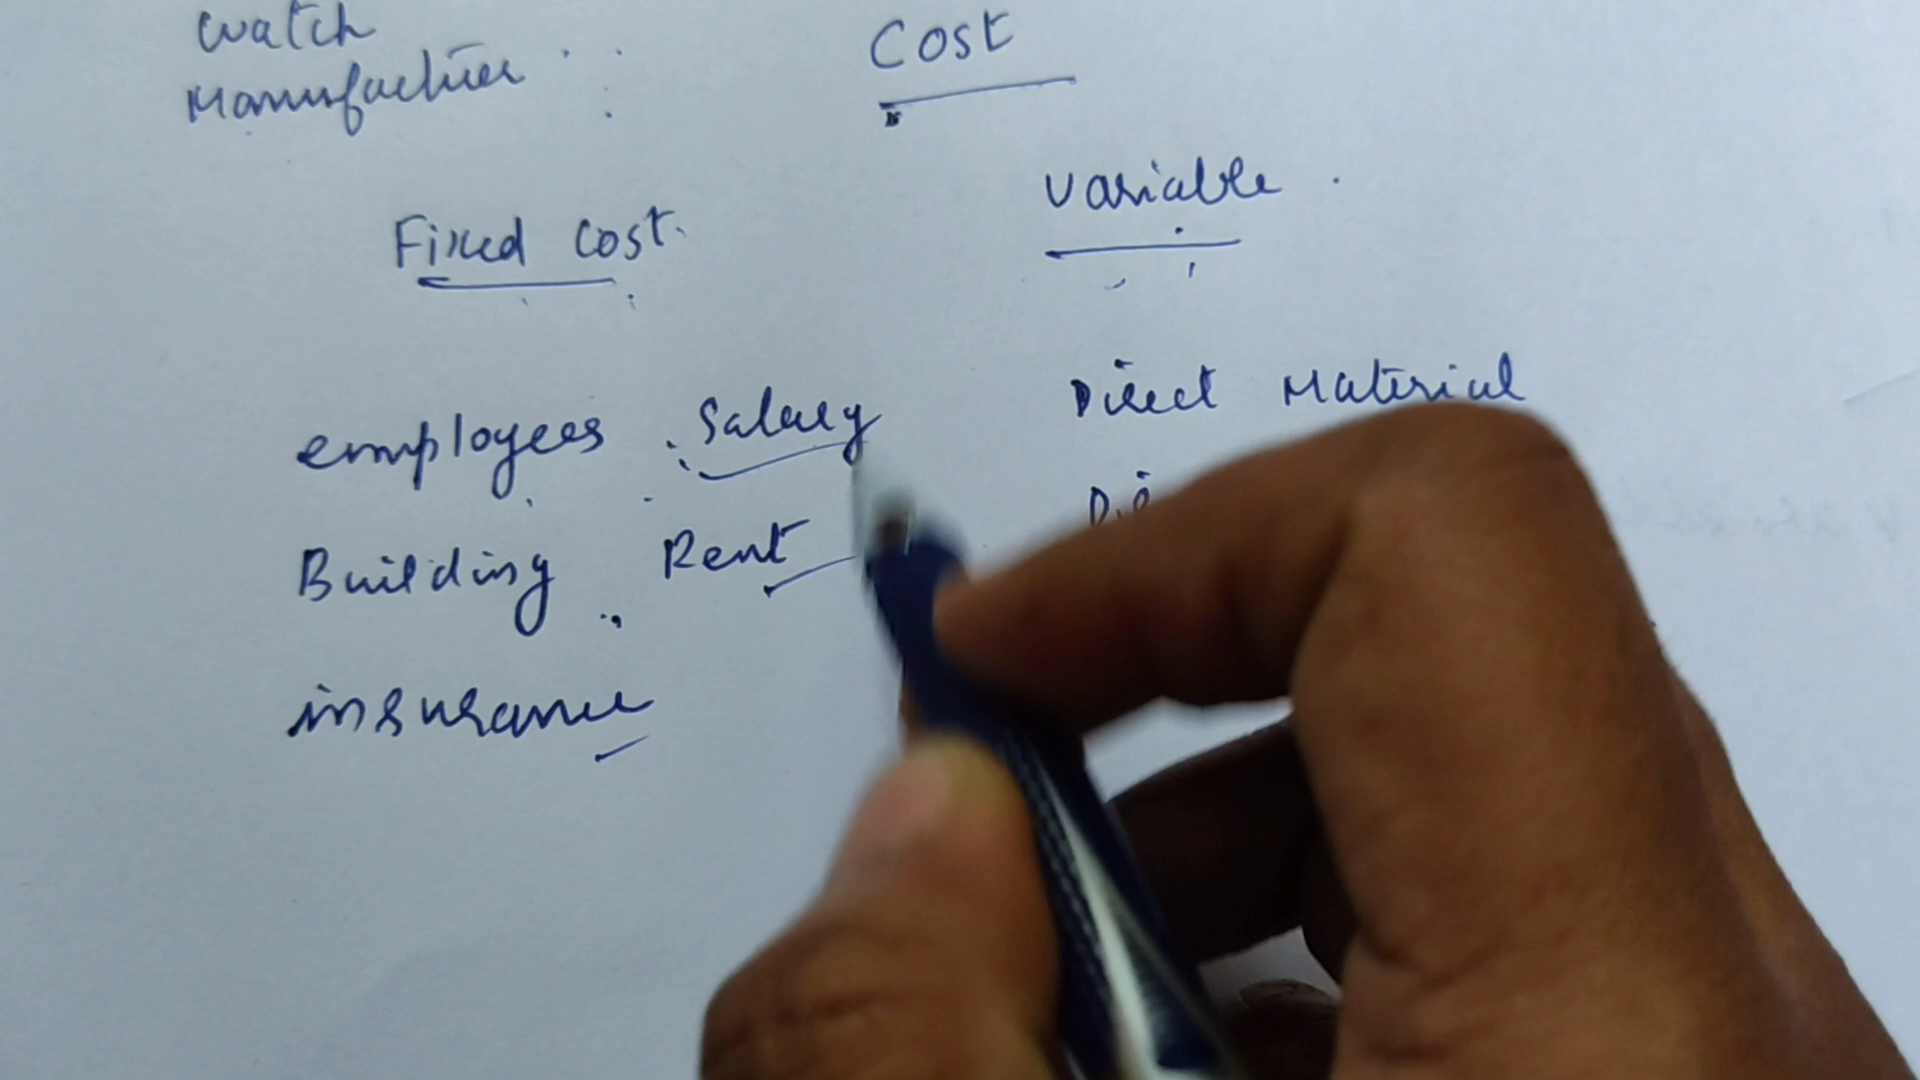 Watch
Manufacturer
Cost
Fixed Cost.
Variable
employees Salary
Building Rent
insurance
Direct Material